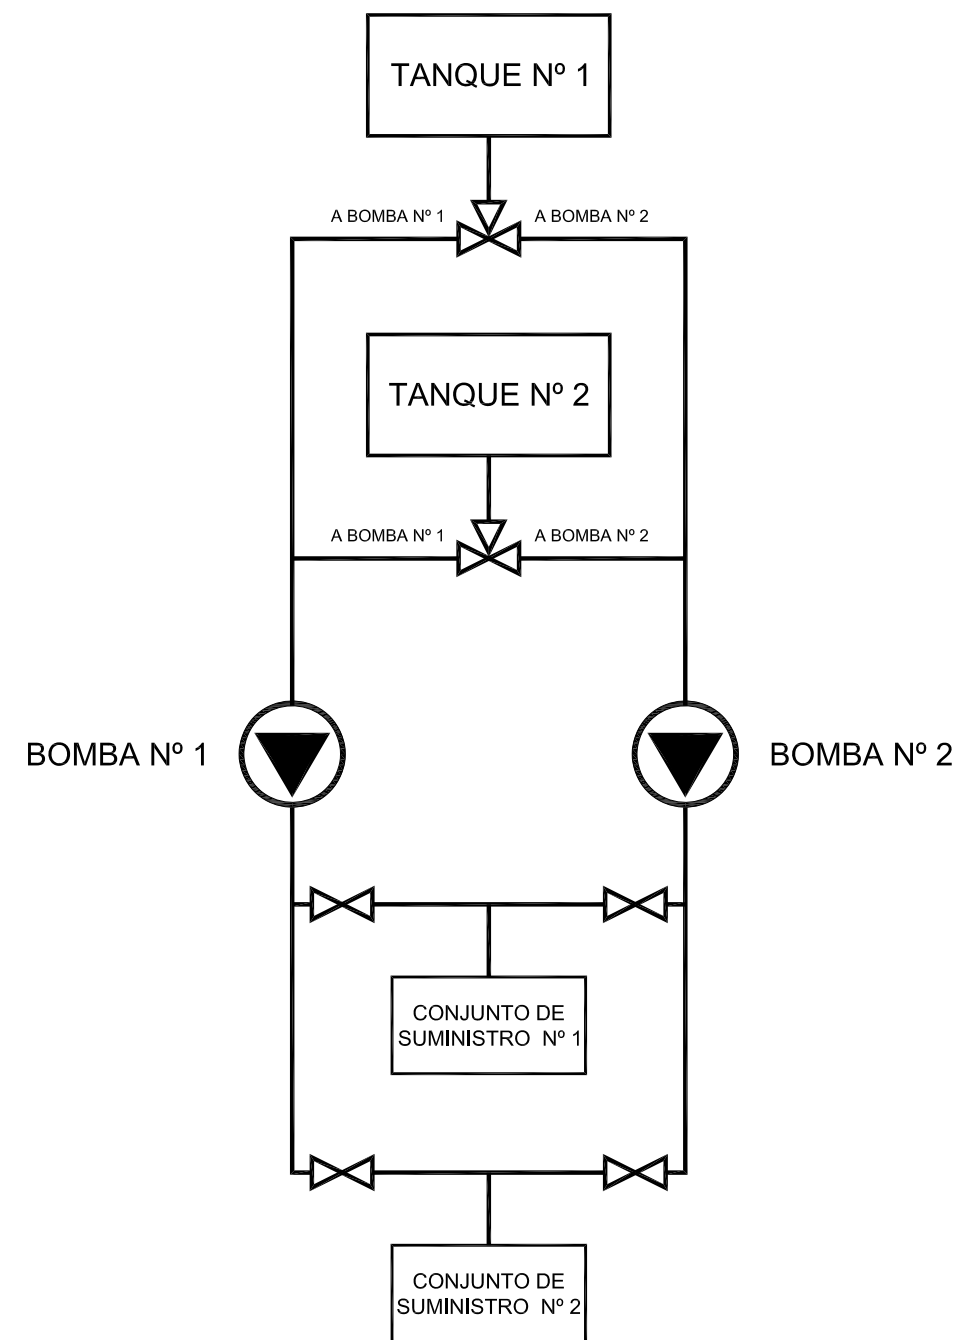 TANQUE Nº 1
A BOMBA Nº 1
A BOMBA Nº 2
TANQUE Nº 2
A BOMBA Nº 1
A BOMBA Nº 2
BOMBA Nº 1
BOMBA Nº 2
CONJUNTO DE
SUMINISTRO Nº 1
CONJUNTO DE
SUMINISTRO Nº 2